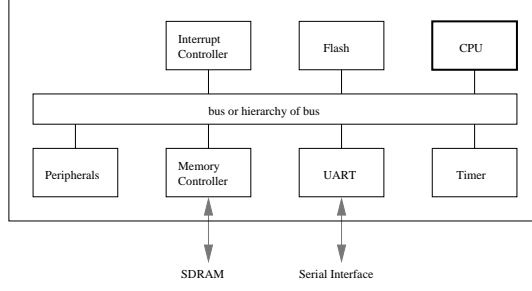 Interrupt
Controller
Flash
CPU
bus or hierarchy of bus
Peripherals
Memory
Controller
UART
Timer
SDRAM
Serial Interface